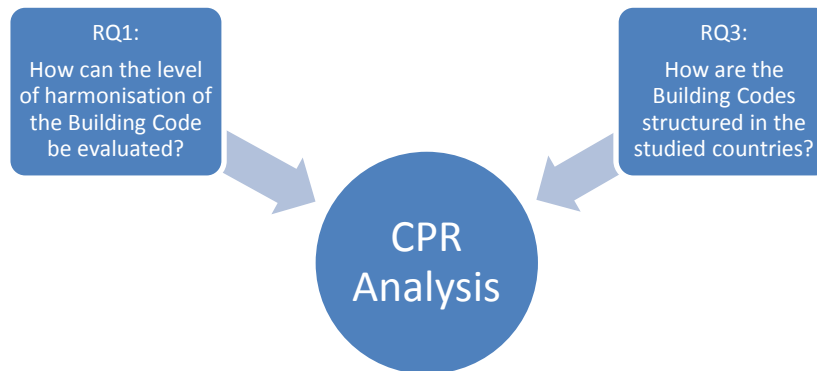 RQ1:
How can the level
of harmonisation of
the Building Code
be evaluated?
RQ3:
How are the
Building Codes
structured in the
studied countries?
CPR
Analysis